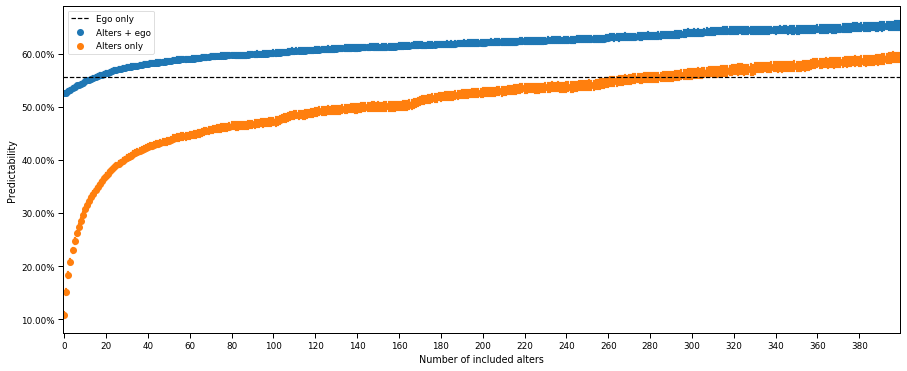 Ego only
Alters + ego
Alters only
Predictability
60.00%
50.00%
40.00%
30.00%
20.00%
10.00%
0 20 40 60 80 100 120 140 160 180 200 220 240 260 280 300 320 340 360 380
Number of included alters